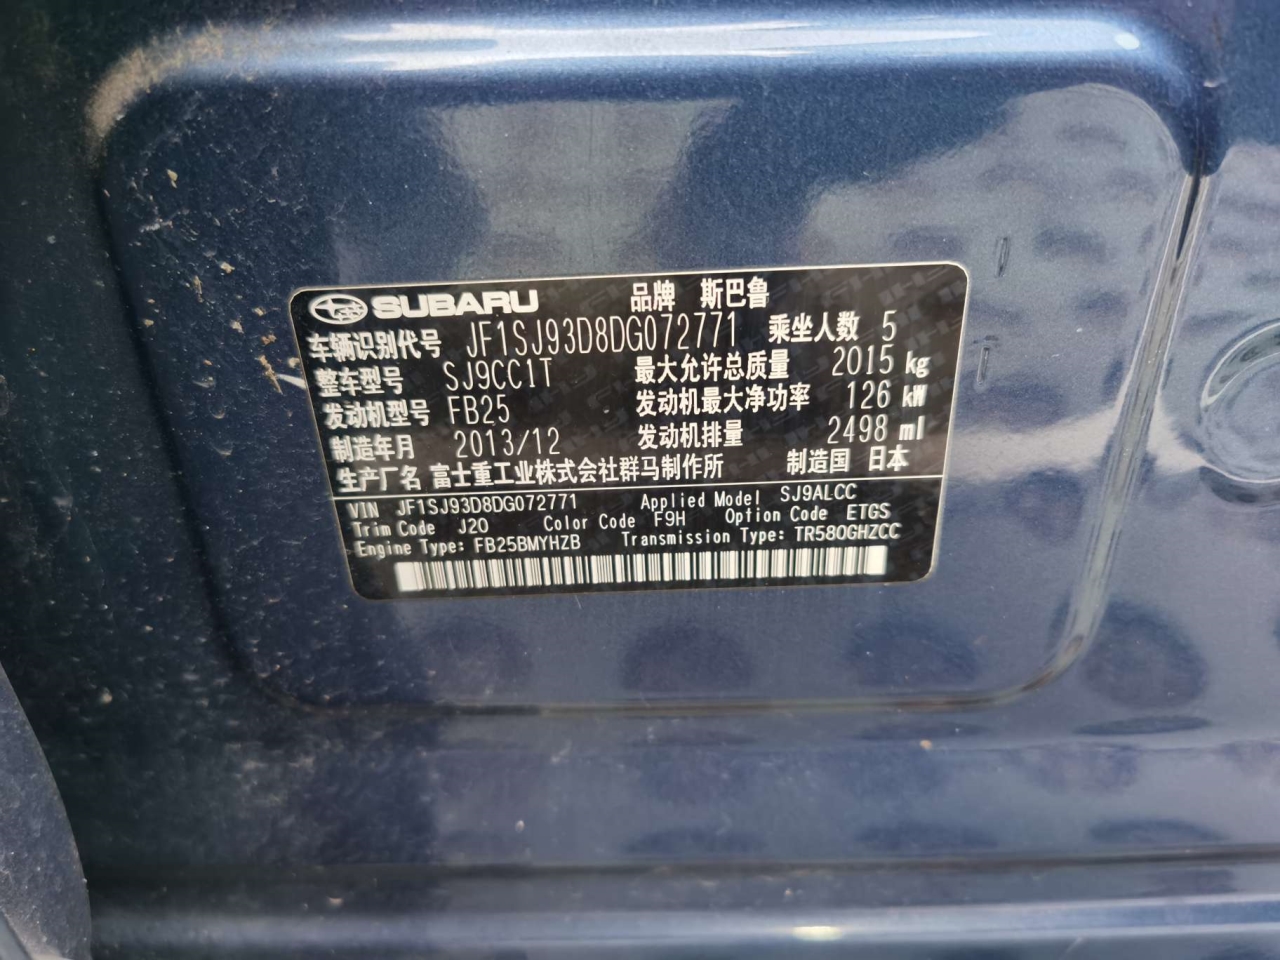 SUBARU 品牌 斯巴鲁
车辆识别代号 JF1SJ93D8DG072771 乘坐人数 5
整车型号 SJ9CC1T 最大允许总质量 2015 kg
发动机型号 FB25 发动机最大净功率 126 kW
制造年月 2013/12 发动机排量 2498 ml
生产厂名 富士重工业株式会社群马制作所 制造国 日本
VIN JF1SJ93D8DG072771 Applied Model SJ9ALCC
Trim Code J20 Color Code F9H Option Code ETGS
Engine Type: FB25BMYHZB Transmission Type: TR580GHZCC